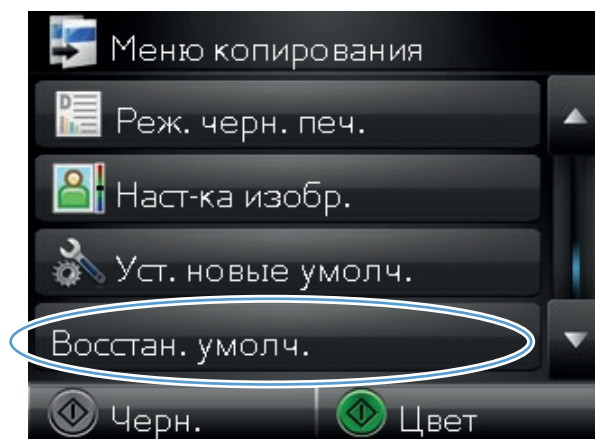 Меню копирования
Реж. черн. печ.
Наст-ка изобр.
Уст. новые умолч.
Восстан. умолч.
Черн.
Цвет